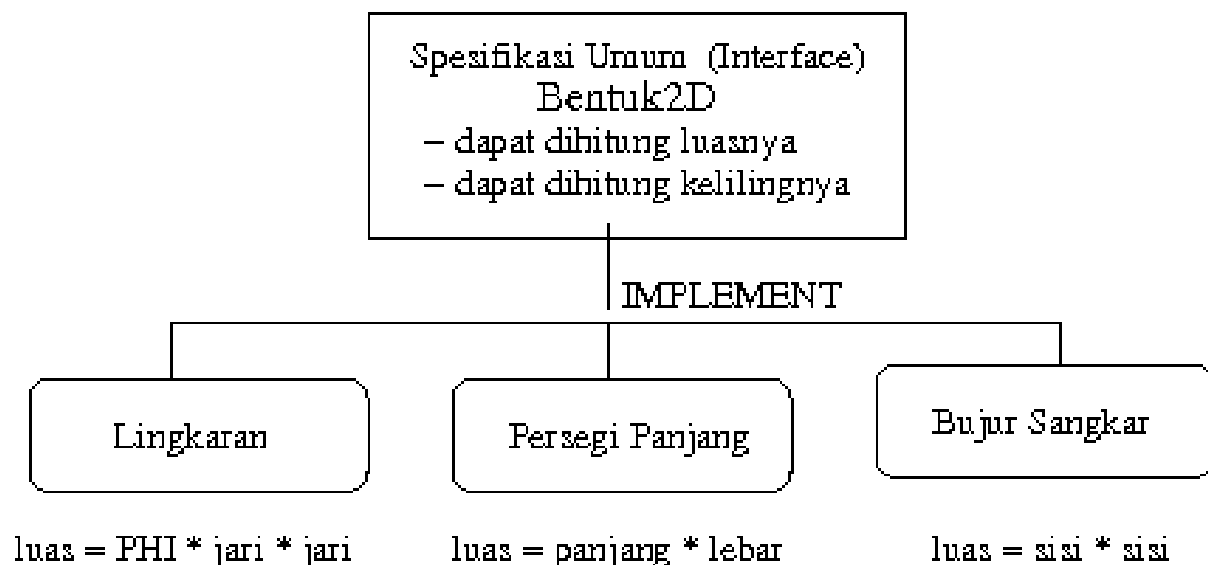 Spesifikasi Umum (Interface)
Bentuk2D
– dapat dihitung luasnya
– dapat dihitung kelilingnya
IMPLEMENT
Lingkaran
Persegi Panjang
Bujur Sangkar
luas = PHI * jari * jari
luas = panjang * lebar
luas = sisi * sisi